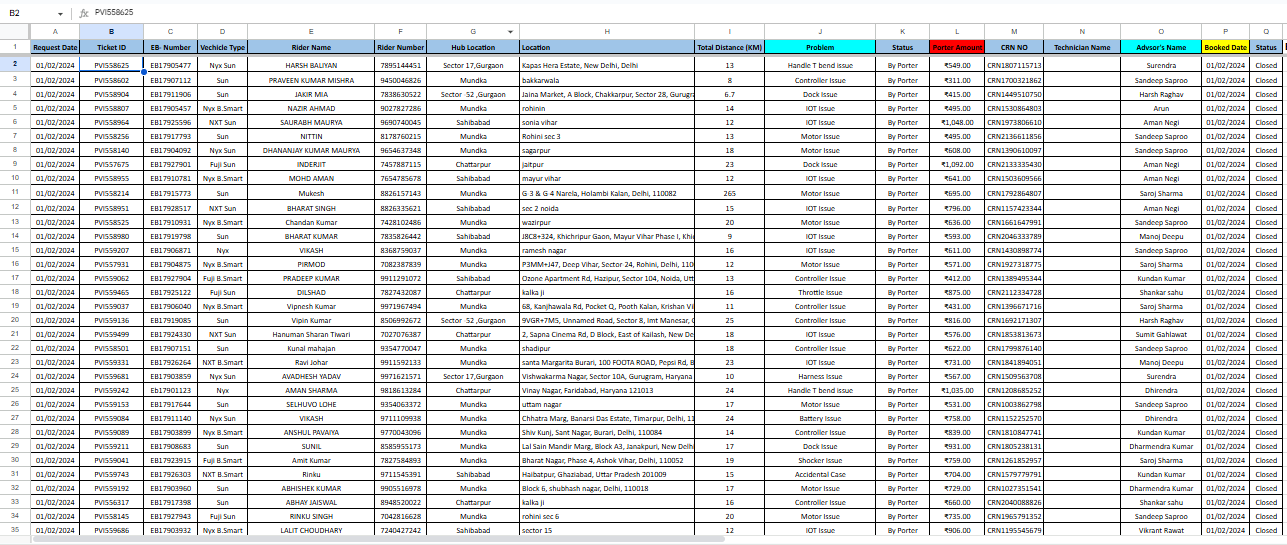 B2 fx PVI558625
A B C D E F G H I J K L M N O P Q
1 Request Date Ticket ID EB- Number Vechicle Type Rider Name Rider Number Hub Location Location Total Distance (KM) Problem Status Porter Amount CRN NO Technician Name Advsor's Name Booked Date Status
2 01/02/2024 PVI558625 EB17905477 Nyx Sun HARSH BALIYAN 7895144451 Sector 17,Gurgaon Kapas Hera Estate, New Delhi, Delhi 13 Handle T bend issue By Porter ₹549.00 CRN1807115713 Surendra 01/02/2024 Closed
3 01/02/2024 PVI558602 EB17907112 Sun PRAVEEN KUMAR MISHRA 9450046826 Mundka bakkarwala 8 Controller Issue By Porter ₹311.00 CRN1700321862 Sandeep Saproo 01/02/2024 Closed
4 01/02/2024 PVI558904 EB17911906 Sun JAKIR MIA 7838630522 Sector -52 ,Gurgaon Jaina Market, A Block, Chakkarpur, Sector 28, Gurugra 6.7 Dock Issue By Porter ₹415.00 CRN1449510750 Harsh Raghav 01/02/2024 Closed
5 01/02/2024 PVI558807 EB17905457 Nyx B.Smart NAZIR AHMAD 9027827286 Mundka rohinin 14 IOT Issue By Porter ₹495.00 CRN1530864803 Arun 01/02/2024 Closed
6 01/02/2024 PVI558964 EB17925596 NXT Sun SAURABH MAURYA 9690740045 Sahibabad sonia vihar 12 IOT Issue By Porter ₹1,048.00 CRN1973806610 Aman Negi 01/02/2024 Closed
7 01/02/2024 PVI558256 EB17917793 Sun NITTIN 8178760215 Mundka Rohini sec 3 13 Motor Issue By Porter ₹495.00 CRN2136611856 Sandeep Saproo 01/02/2024 Closed
8 01/02/2024 PVI558140 EB17904092 Nyx Sun DHANANJAY KUMAR MAURYA 9654637348 Mundka sagarpur 18 Motor Issue By Porter ₹608.00 CRN1390610097 Sandeep Saproo 01/02/2024 Closed
9 01/02/2024 PVI557675 EB17927901 Fuji Sun INDERJIT 7457887115 Chattarpur jaitpur 23 Dock Issue By Porter ₹1,092.00 CRN2133335430 Aman Negi 01/02/2024 Closed
10 01/02/2024 PVI558955 EB17910781 Nyx B.Smart MOHD AMAN 7654785678 Sahibabad mayur vihar 12 IOT Issue By Porter ₹641.00 CRN1503609566 Aman Negi 01/02/2024 Closed
11 01/02/2024 PVI558214 EB17915773 Sun Mukesh 8826157143 Mundka G-3 & G-4 Narela, Holambi Kalan, Delhi, 110082 265 Motor Issue By Porter ₹695.00 CRN1792864807 Saroj Sharma 01/02/2024 Closed
12 01/02/2024 PVI558951 EB17928517 NXT Sun BHARAT SINGH 8826335621 Sahibabad sec 2 noida 15 IOT Issue By Porter ₹796.00 CRN1157423344 Aman Negi 01/02/2024 Closed
13 01/02/2024 PVI558525 EB17910931 Nyx B.Smart Chandan Kumar 7428102486 Mundka wazirpur 20 Motor Issue By Porter ₹636.00 CRN1661647991 Sandeep Saproo 01/02/2024 Closed
14 01/02/2024 PVI558980 EB17919798 Sun BHARAT KUMAR 7835826442 Sahibabad J8C8+324, Khichripur Gaon, Mayur Vihar Phase I, Khi 9 IOT Issue By Porter ₹593.00 CRN2046333789 Manoj Deepu 01/02/2024 Closed
15 01/02/2024 PVI559207 EB17906871 Nyx VIKASH 8368759037 Mundka ramesh nagar 16 IOT Issue By Porter ₹611.00 CRN1430898774 Sandeep Saproo 01/02/2024 Closed
16 01/02/2024 PVI557931 EB17904875 Nyx B.Smart PIRMOD 7082387839 Mundka P3MM+J47, Deep Vihar, Sector 24, Rohini, Delhi, 110 12 Motor Issue By Porter ₹571.00 CRN1927318775 Saroj Sharma 01/02/2024 Closed
17 01/02/2024 PVI559062 EB17927904 Fuji B.Smart PRADEEP KUMAR 9911291072 Sahibabad Ozone Apartment Rd, Hazipur, Sector 104, Noida, Utt 13 Controller Issue By Porter ₹412.00 CRN1389495344 Kundan Kumar 01/02/2024 Closed
18 01/02/2024 PVI559465 EB17925122 Fuji Sun DILSHAD 7827432087 Chattarpur kalka ji 16 Throttle Issue By Porter ₹875.00 CRN2112334728 Shankar sahu 01/02/2024 Closed
19 01/02/2024 PVI559037 EB17906040 Nyx B.Smart Vipnesh Kumar 9971967494 Mundka 68, Kanjhawala Rd, Pocket Q, Pooth Kalan, Krishan Vi 11 Controller Issue By Porter ₹431.00 CRN1396671716 Saroj Sharma 01/02/2024 Closed
20 01/02/2024 PVI559136 EB17919085 Sun Vipin Kumar 8506992672 Sector -52 ,Gurgaon 9VGR+7M5, Unnamed Road, Sector 8, Imt Manesar, G 25 Controller Issue By Porter ₹816.00 CRN1692171307 Harsh Raghav 01/02/2024 Closed
21 01/02/2024 PVI559499 EB17924330 NXT Sun Hanuman Sharan Tiwari 7027076387 Chattarpur 2, Sapna Cinema Rd, D Block, East of Kailash, New De 18 IOT Issue By Porter ₹576.00 CRN1853813673 Sumit Gahlawat 01/02/2024 Closed
22 01/02/2024 PVI558501 EB17907151 Sun Kunal mahajan 9354770047 Mundka shadipur 18 Controller Issue By Porter ₹622.00 CRN1799876140 Sandeep Saproo 01/02/2024 Closed
23 01/02/2024 PVI559331 EB17926264 NXT B.Smart Ravi Johar 9911592133 Mundka santa Margarita Burari, 100 FOOTA ROAD, Pepsi Rd, B 23 IOT Issue By Porter ₹731.00 CRN1841894051 Manoj Deepu 01/02/2024 Closed
24 01/02/2024 PVI559681 EB17903859 Nyx Sun AVADHESH YADAV 9971621571 Sector 17,Gurgaon Vishwakarma Nagar, Sector 10A, Gurugram, Haryana 10 Harness Issue By Porter ₹567.00 CRN1509563708 Surendra 01/02/2024 Closed
25 01/02/2024 PVI559242 EB17901123 Nyx AMAN SHARMA 9818613284 Chattarpur Vinay Nagar, Faridabad, Haryana 121013 24 Handle T bend issue By Porter ₹1,035.00 CRN1208685252 Dhirendra 01/02/2024 Closed
26 01/02/2024 PVI559153 EB17917644 Sun SELHUVO LOHE 9354063372 Mundka uttam nagar 17 Motor Issue By Porter ₹531.00 CRN1003862798 Sandeep Saproo 01/02/2024 Closed
27 01/02/2024 PVI559084 EB17911140 Nyx Sun VIKASH 9711109938 Mundka Chhatra Marg, Banarsi Das Estate, Timarpur, Delhi, 11 24 Battery Issue By Porter ₹758.00 CRN1152252570 Dhirendra 01/02/2024 Closed
28 01/02/2024 PVI559089 EB17903899 Nyx B.Smart ANSHUL PAVAIYA 9770043096 Mundka Shiv Kunj, Sant Nagar, Burari, Delhi, 110084 14 Controller Issue By Porter ₹839.00 CRN1810847741 Kundan Kumar 01/02/2024 Closed
29 01/02/2024 PVI559211 EB17908683 Sun SUNIL 8585955173 Mundka Lal Sain Mandir Marg, Block A3, Janakpuri, New Delh 17 Dock Issue By Porter ₹931.00 CRN1805238131 Dharmendra Kumar 01/02/2024 Closed
30 01/02/2024 PVI559041 EB17923915 Fuji B.Smart Amit Kumar 7827584893 Mundka Bharat Nagar, Phase 4, Ashok Vihar, Delhi, 110052 19 Shocker Issue By Porter ₹759.00 CRN1261852957 Saroj Sharma 01/02/2024 Closed
31 01/02/2024 PVI559743 EB17926303 NXT B.Smart Rinku 9711545391 Sahibabad Haibatpur, Ghaziabad, Uttar Pradesh 201009 15 Accidental Case By Porter ₹704.00 CRN1579779791 Kundan Kumar 01/02/2024 Closed
32 01/02/2024 PVI559192 EB17903960 Sun ABHISHEK KUMAR 9905516978 Mundka Block 6, shubhash nagar, Delhi, 110018 17 Motor Issue By Porter ₹729.00 CRN1027351541 Dharmendra Kumar 01/02/2024 Closed
33 01/02/2024 PVI556317 EB17917398 Sun ABHAY JAISWAL 8948520022 Chattarpur kalka ji 16 Controller Issue By Porter ₹660.00 CRN2040088826 Shankar sahu 01/02/2024 Closed
34 01/02/2024 PVI558145 EB17927943 Fuji Sun RINKU SINGH 7042816628 Mundka rohini sec 6 20 Motor Issue By Porter ₹735.00 CRN1965791352 Sandeep Saproo 01/02/2024 Closed
35 01/02/2024 PVI559686 EB17903932 Nyx B.Smart LALIT CHOUDHARY 7240427242 Sahibabad sector 15 12 IOT Issue By Porter ₹906.00 CRN1195545679 Vikrant Rawat 01/02/2024 Closed